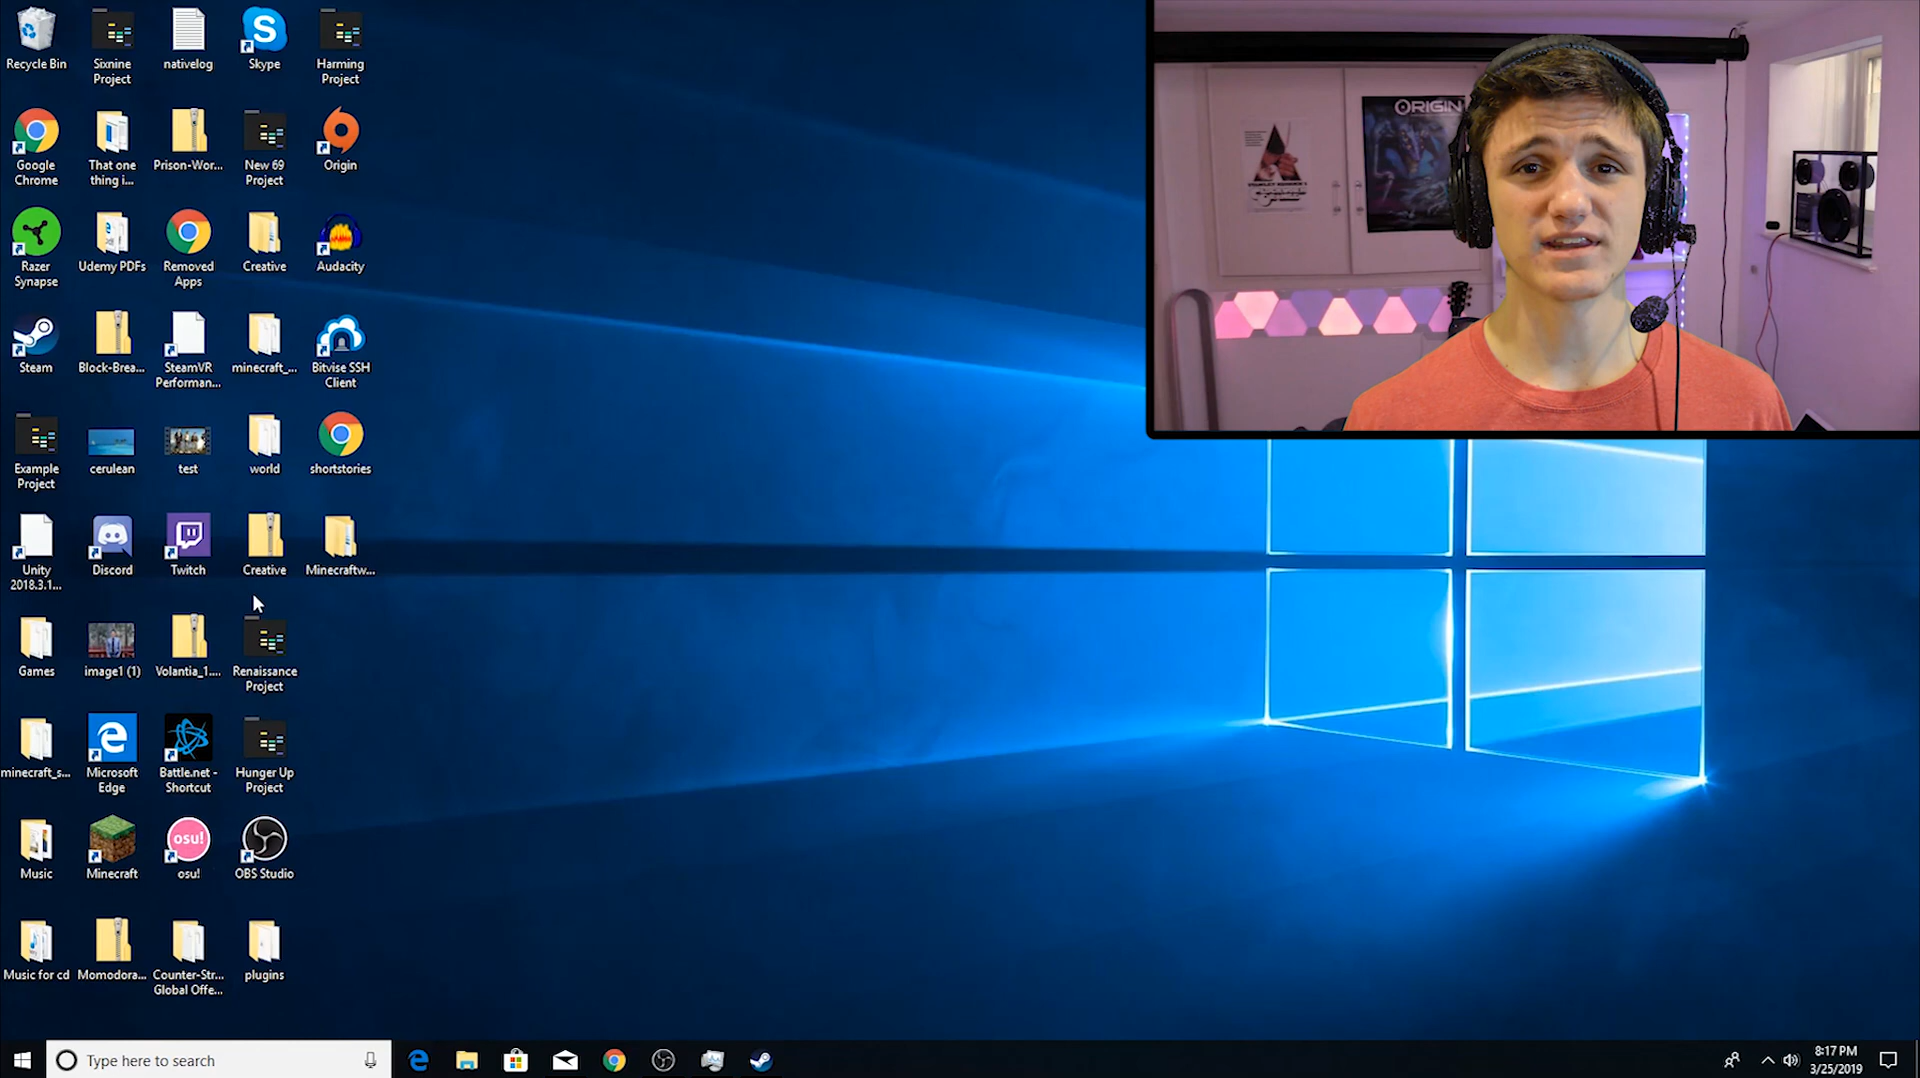 Recycle Bin
Sixnine
Project
nativelog
Skype
Harming
Project
Google
Chrome
That one
thing i...
Prison-Wor...
New 69
Project
Origin
Razer
Synapse
Udemy PDFs
Removed
Apps
Creative
Audacity
Steam
Block-Brea...
SteamVR
Performan...
minecraft_...
Bitvise SSH
Client
Example
Project
cerulean
test
world
shortstories
Unity
2018.3.1...
Discord
Twitch
Creative
Minecraftw...
Games
image1 (1)
Volantia_1....
Renaissance
Project
minecraft_s...
Microsoft
Edge
Battle.net -
Shortcut
Hunger Up
Project
Music
Minecraft
osu!
osu!
OBS Studio
Music for cd
Momodora...
Counter-Str...
Global Offe...
plugins
ORIGIN
Type here to search
8:17 PM
3/25/2019